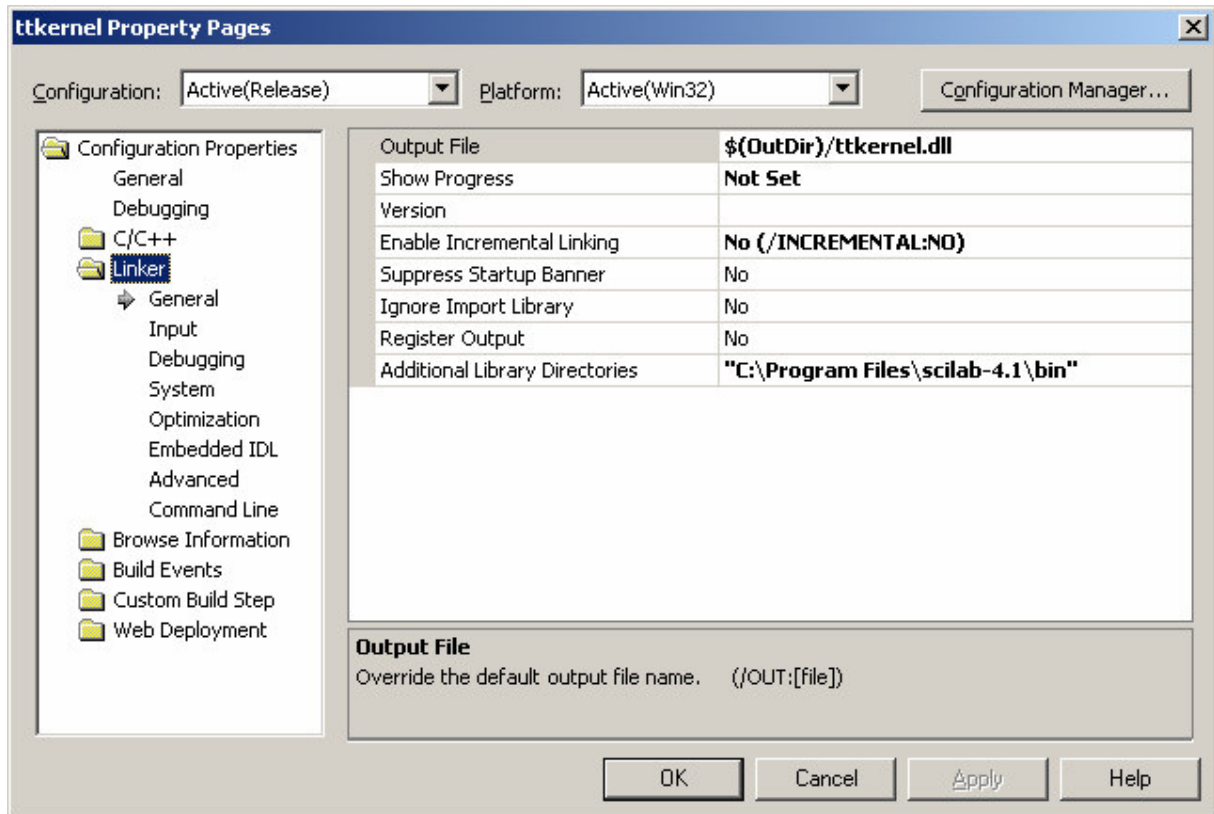 ttkernel Property Pages
Configuration: Active(Release) Platform: Active(Win32) Configuration Manager...
Configuration Properties
General
Debugging
C/C++
Linker
General
Input
Debugging
System
Optimization
Embedded IDL
Advanced
Command Line
Browse Information
Build Events
Custom Build Step
Web Deployment
Output File $(OutDir)/ttkernel.dll
Show Progress Not Set
Version
Enable Incremental Linking No (/INCREMENTAL:NO)
Suppress Startup Banner No
Ignore Import Library No
Register Output No
Additional Library Directories "C:\Program Files\scilab-4.1\bin"
Output File
Override the default output file name. (/OUT:[file])
OK Cancel Apply Help